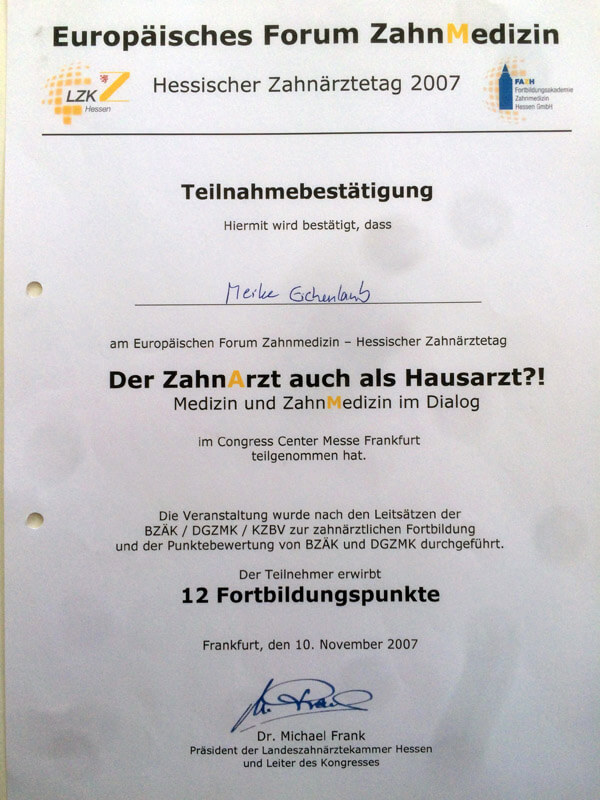 Europäisches Forum ZahnMedizin
LZK
Hessen
Hessischer Zahnärztetag 2007
FAZH
Fortbildungsakademie
Zahnmedizin
Hessen GmbH
Teilnahmebestätigung
Hiermit wird bestätigt, dass
Meike Eichenlaub
am Europäischen Forum Zahnmedizin – Hessischer Zahnärztetag
Der ZahnArzt auch als Hausarzt?!
Medizin und ZahnMedizin im Dialog
im Congress Center Messe Frankfurt
teilgenommen hat.
Die Veranstaltung wurde nach den Leitsätzen der
BZÄK / DGZMK / KZBV zur zahnärztlichen Fortbildung
und der Punktebewertung von BZÄK und DGZMK durchgeführt.
Der Teilnehmer erwirbt
12 Fortbildungspunkte
Frankfurt, den 10. November 2007
Dr. Michael Frank
Präsident der Landeszahnärztekammer Hessen
und Leiter des Kongresses